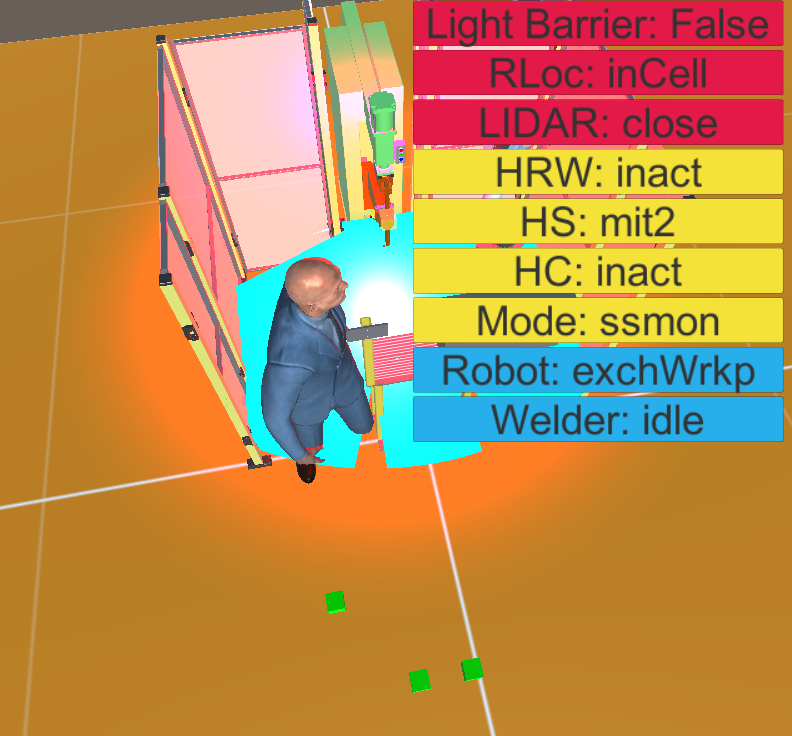 Light Barrier: False
RLoc: inCell
LIDAR: close
HRW: inact
HS: mit2
HC: inact
Mode: ssmon
Robot: exchWrkp
Welder: idle